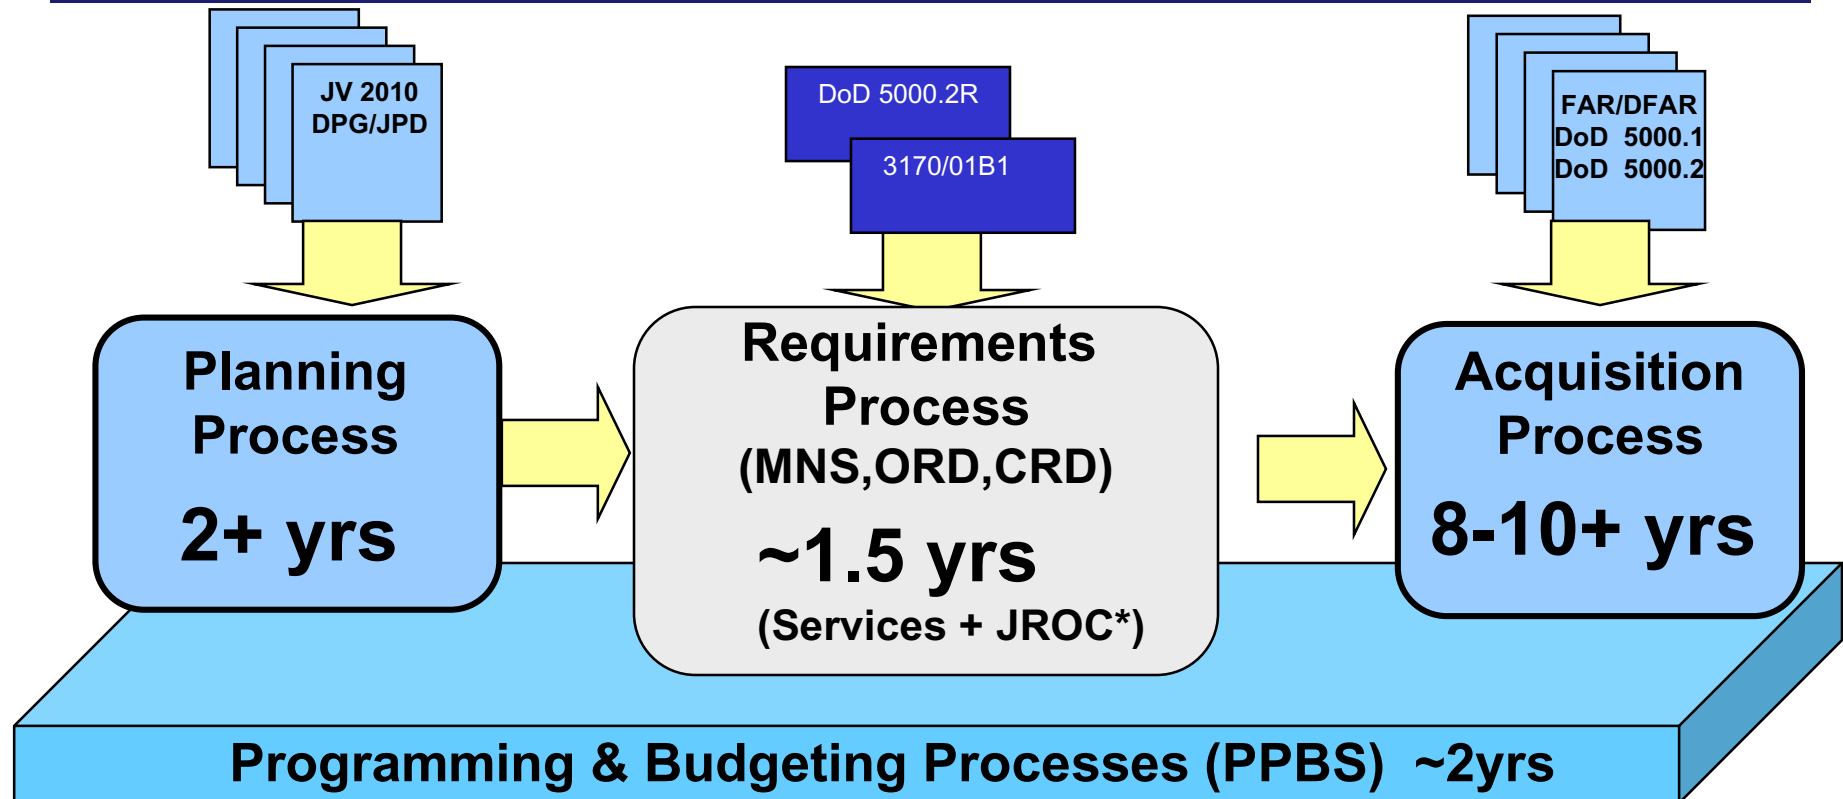 JV 2010
DPG/JPD
DoD 5000.2R
3170/01B1
FAR/DFAR
DoD 5000.1
DoD 5000.2
Planning
Process
2+ yrs
Requirements
Process
(MNS,ORD,CRD)
~1.5 yrs
(Services + JROC*)
Acquisition
Process
8-10+ yrs
Programming & Budgeting Processes (PPBS) ~2yrs